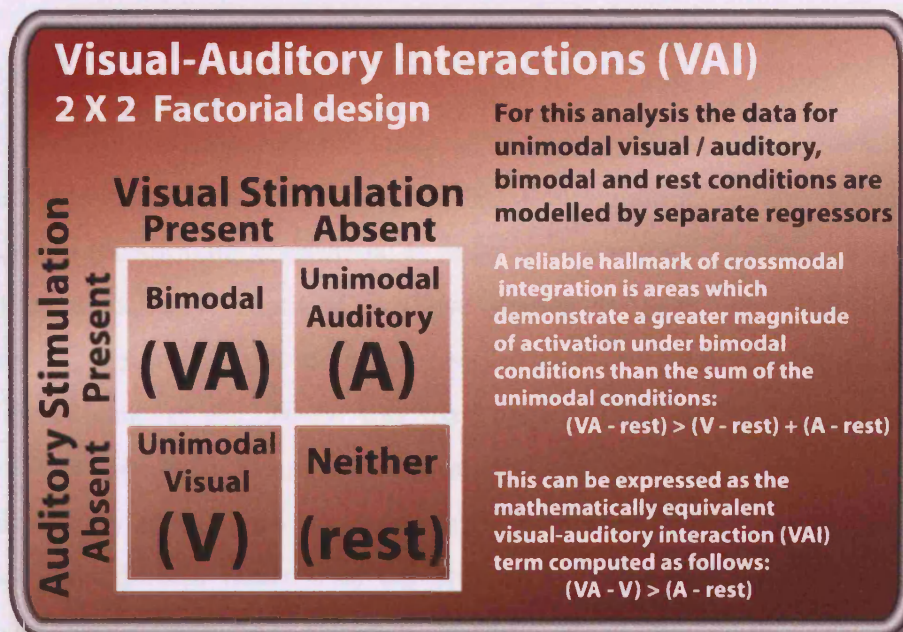 Visual-Auditory Interactions (VAI)
2 X 2 Factorial design
Visual Stimulation
Present Absent
Auditory Stimulation
Present
Absent
Bimodal
(VA)
Unimodal
Auditory
(A)
Unimodal
Visual
(V)
Neither
(rest)
For this analysis the data for
unimodal visual / auditory,
bimodal and rest conditions are
modelled by separate regressors
A reliable hallmark of crossmodal
integration is areas which
demonstrate a greater magnitude
of activation under bimodal
conditions than the sum of the
unimodal conditions:
(VA - rest) > (V - rest) + (A - rest)
This can be expressed as the
mathematically equivalent
visual-auditory interaction (VAI)
term computed as follows:
(VA - V) > (A - rest)